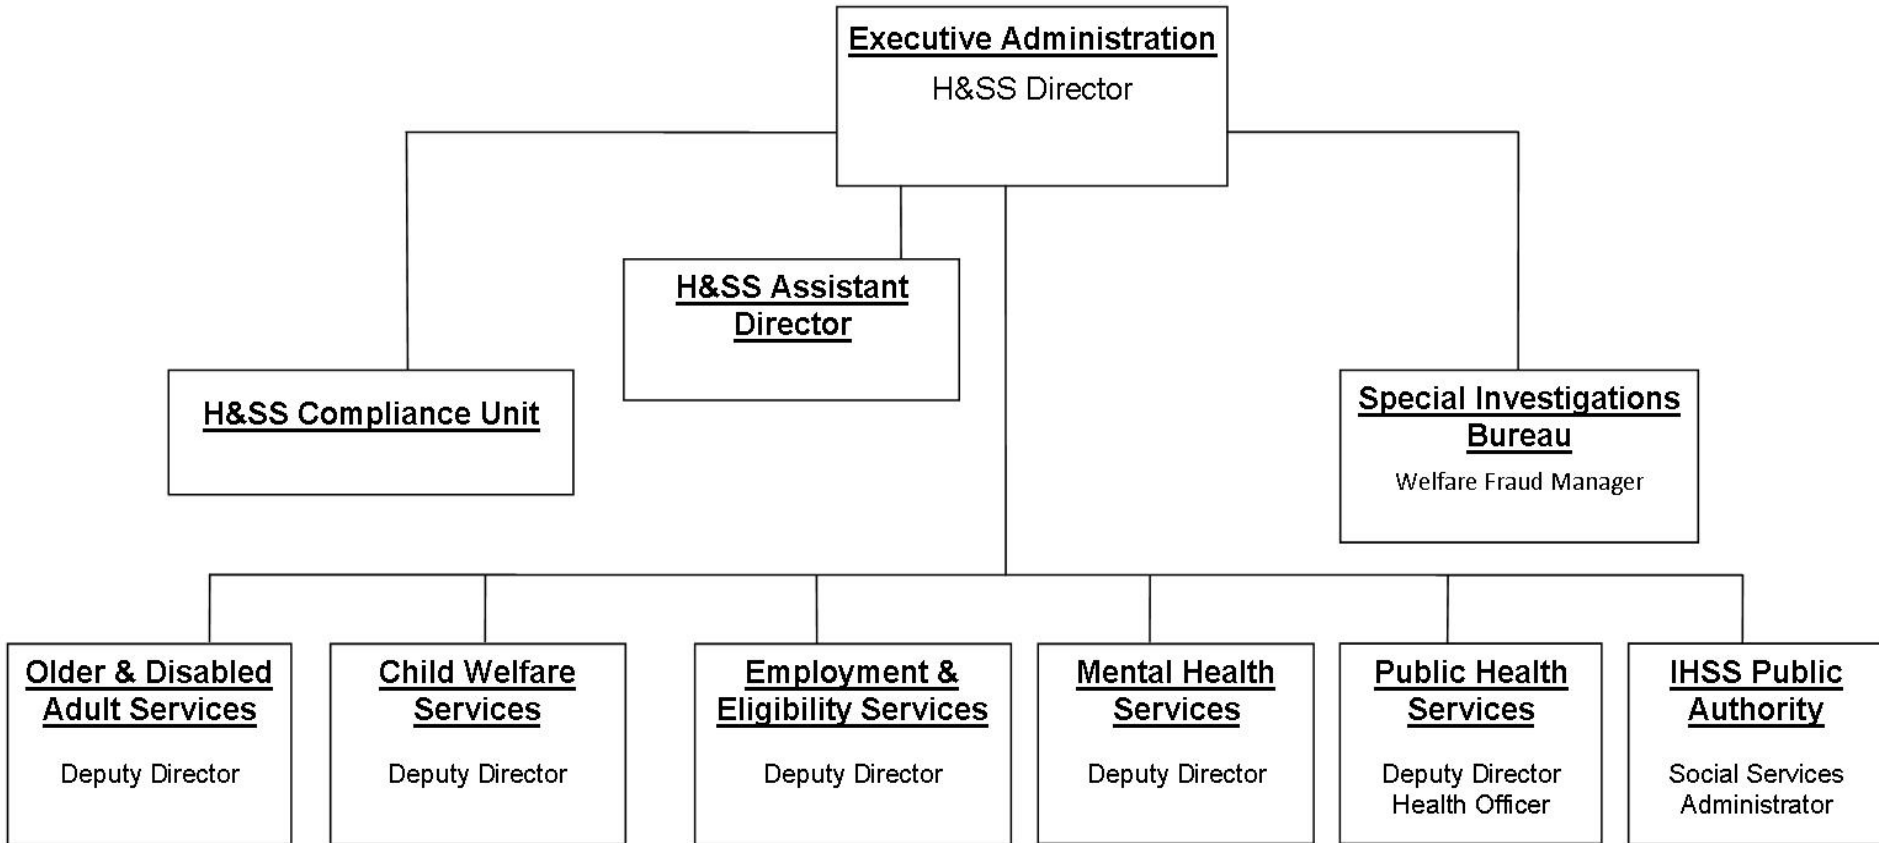 Executive Administration
H&SS Director
H&SS Assistant
Director
H&SS Compliance Unit
Special Investigations
Bureau
Welfare Fraud Manager
Older & Disabled
Adult Services
Deputy Director
Child Welfare
Services
Deputy Director
Employment &
Eligibility Services
Deputy Director
Mental Health
Services
Deputy Director
Public Health
Services
Deputy Director
Health Officer
IHSS Public
Authority
Social Services
Administrator